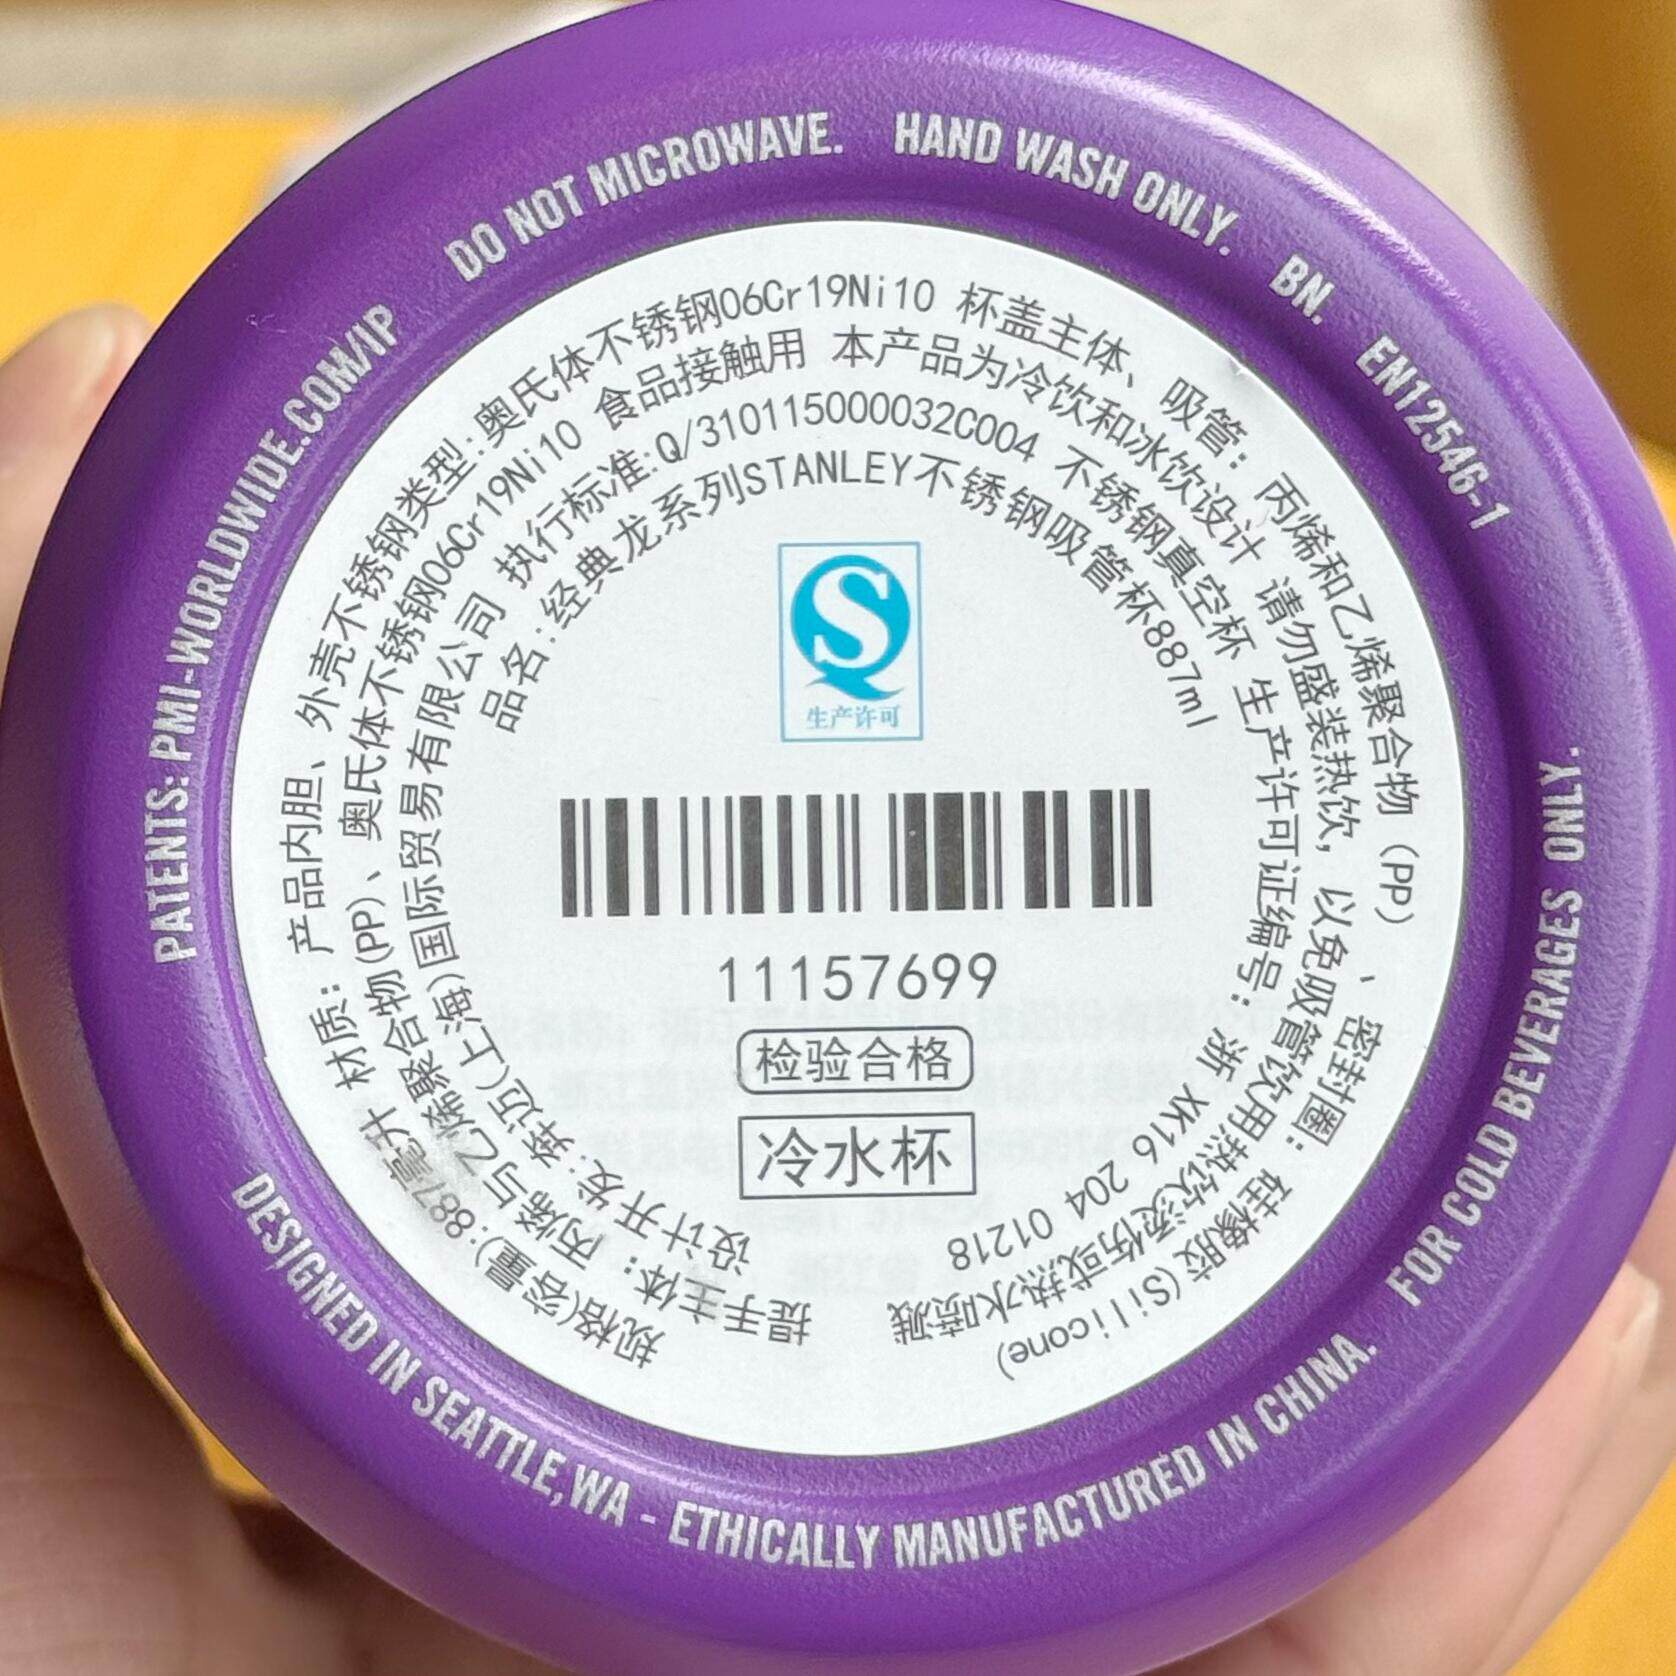 PATENTS: PMI-WORLDWIDE.COM/IP
DO NOT MICROWAVE. HAND WASH ONLY. BN. EN12546-1
FOR COLD BEVERAGES ONLY.
DESIGNED IN SEATTLE,WA - ETHICALLY MANUFACTURED IN CHINA.
规格(容量):887毫升 材质: 产品内胆、外壳不锈钢类型:奥氏体不锈钢06Cr19Ni10 杯盖主体、吸管: 丙烯和乙烯聚合物 (PP) 、密封圈: 硅橡胶(Silicone)
提手主体: 丙烯与乙烯聚合物(PP)、奥氏体不锈钢06Cr19Ni10 食品接触用 本产品为冷饮和冰饮设计 请勿盛装热饮, 以免吸管饮用热饮烫伤或热水喷溅
设计开发:莽迈(上海)国际贸易有限公司 执行标准:Q/310115000032C004 不锈钢真空杯 生产许可证编号: 浙 XK16 204 01218
品名:经典龙系列STANLEY不锈钢吸管杯887ml
生产许可
11157699
检验合格
冷水杯